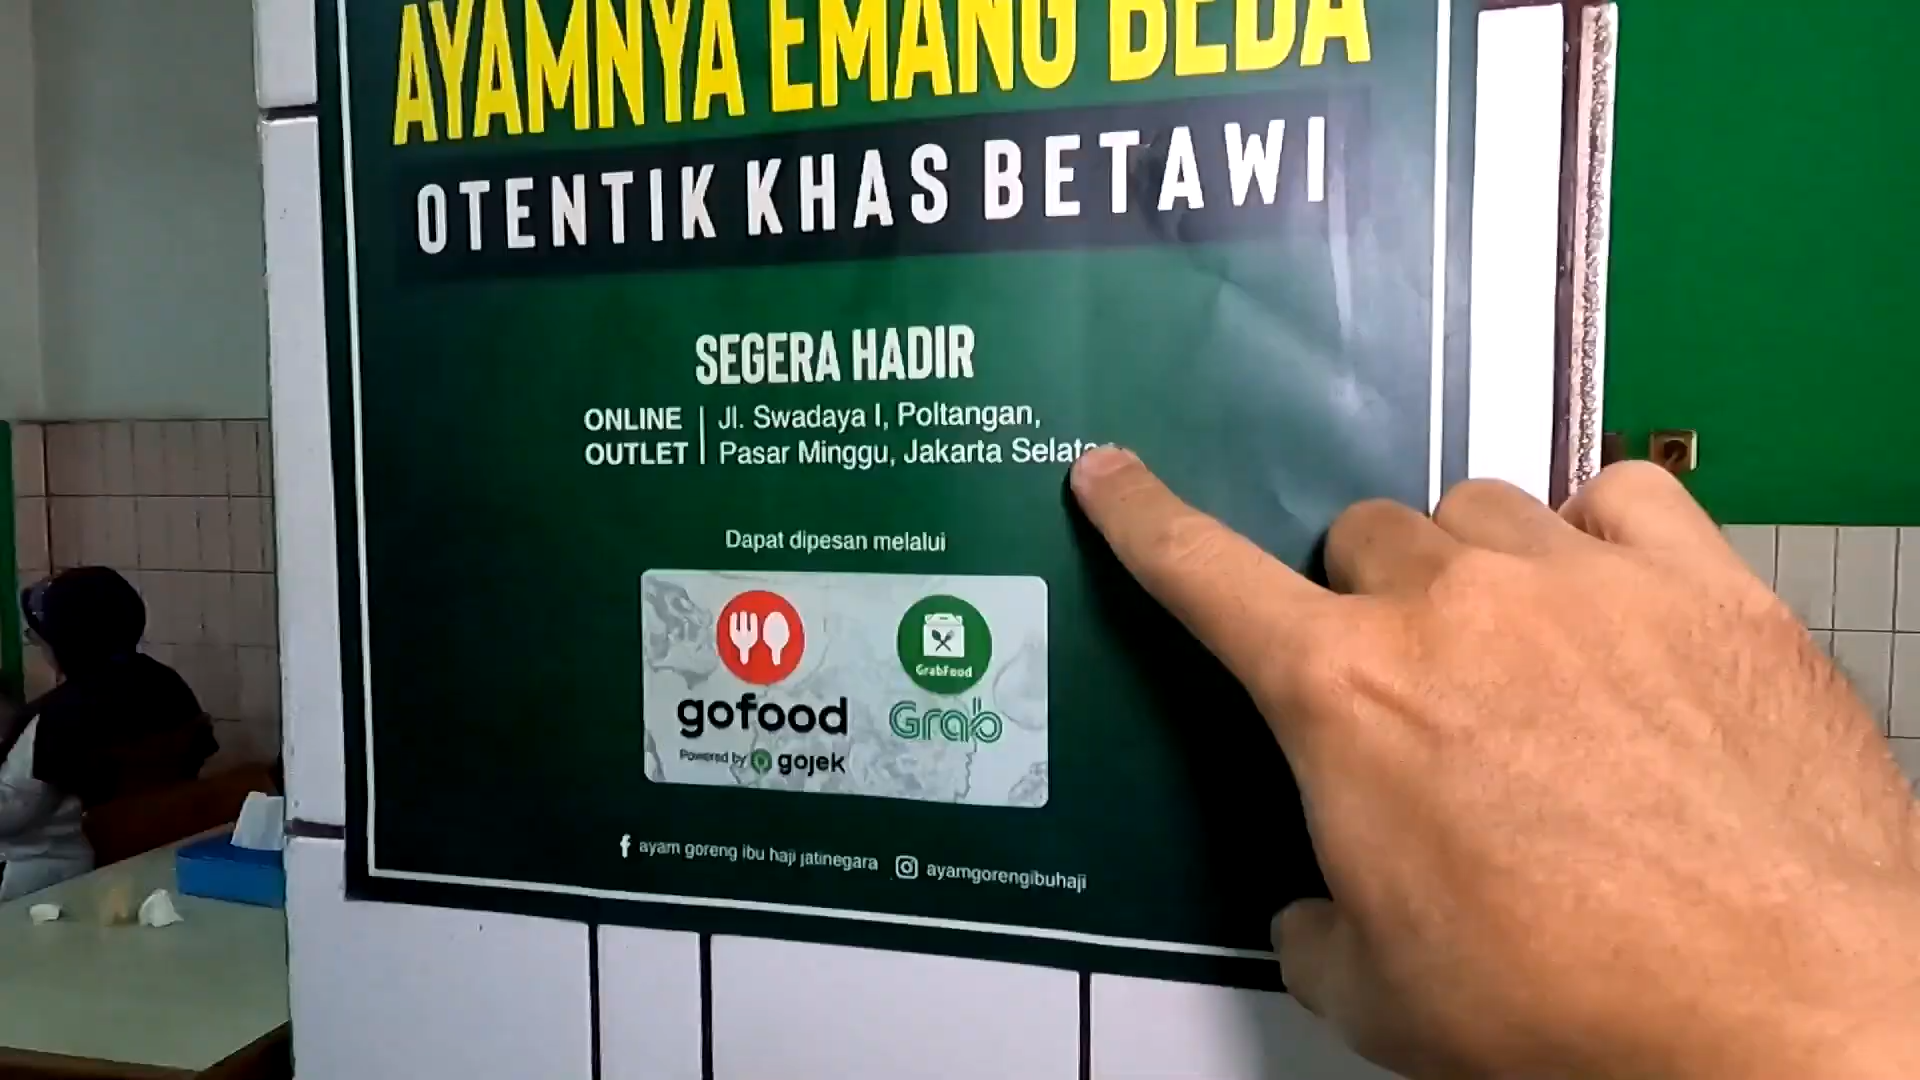 AYAMNYA EMANG BEDA
OTENTIK KHAS BETAWI
SEGERA HADIR
ONLINE OUTLET
Jl. Swadaya I, Poltangan,
Pasar Minggu, Jakarta Selatan
Dapat dipesan melalui
gofood
Powered by gojek
GrabFood
Grab
ayam goreng ibu haji jatinegara
ayamgorengibuhaji